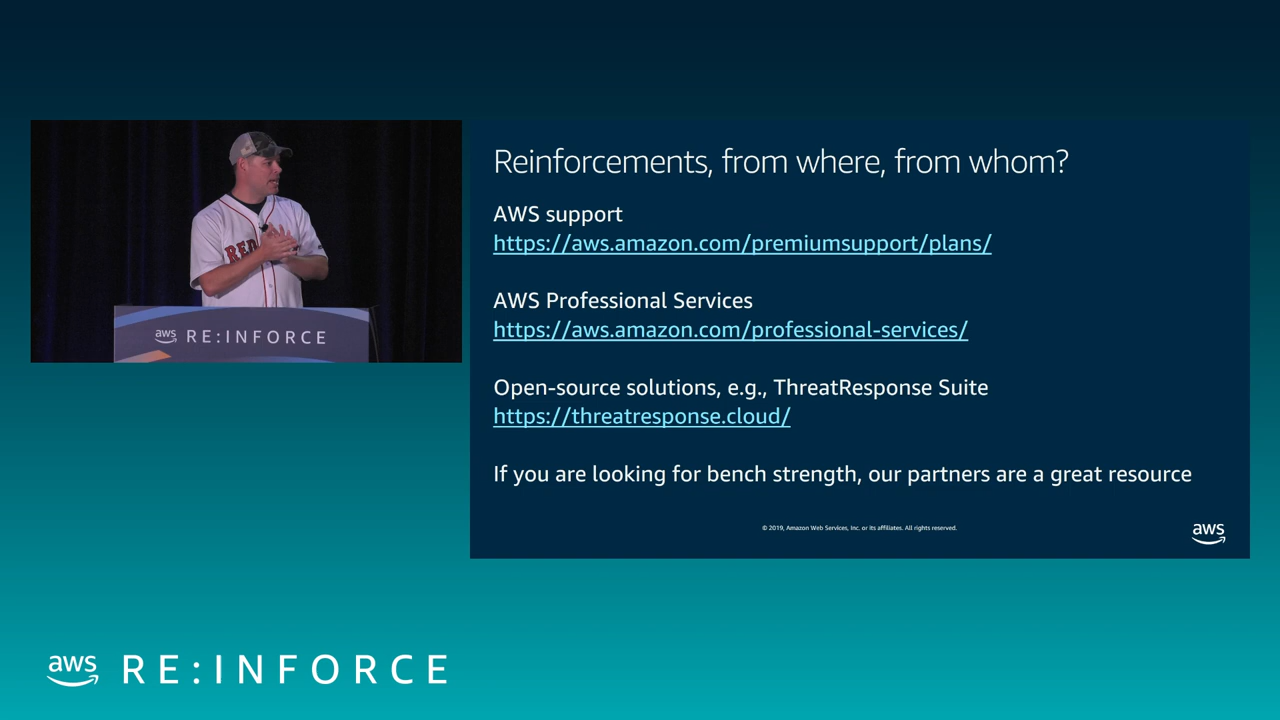 Reinforcements, from where, from whom?
AWS support
https://aws.amazon.com/premiumsupport/plans/
AWS Professional Services
https://aws.amazon.com/professional-services/
Open-source solutions, e.g., ThreatResponse Suite
https://threatresponse.cloud/
If you are looking for bench strength, our partners are a great resource
© 2019, Amazon Web Services, Inc. or its affiliates. All rights reserved.
aws
RED
aws RE:INFORCE
aws RE:INFORCE